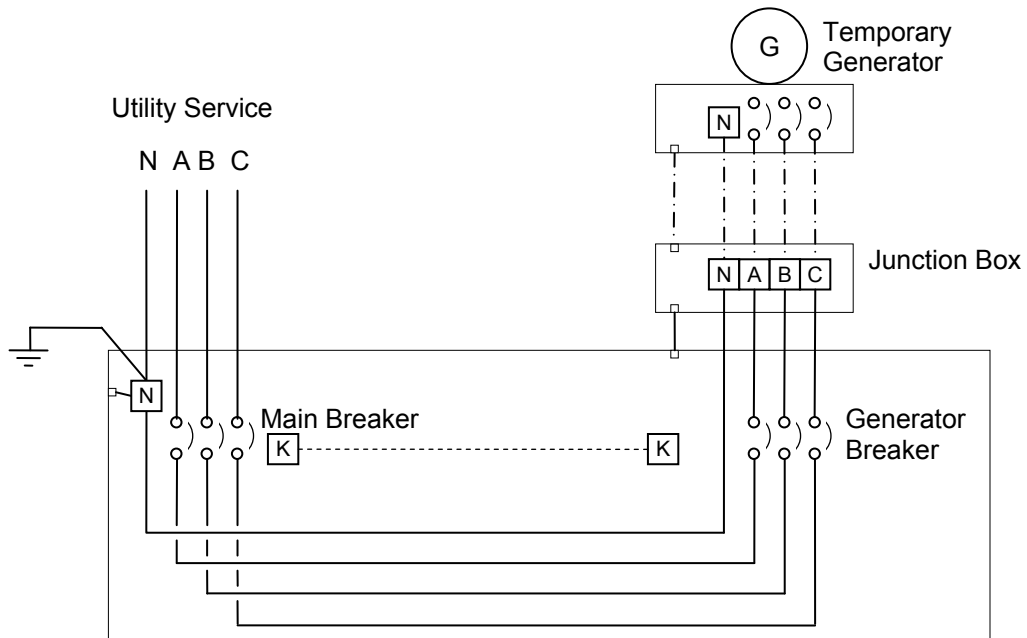 G
Temporary
Generator
N
Utility Service
N A B C
N A B C
Junction Box
N
Main Breaker
K
K
Generator
Breaker